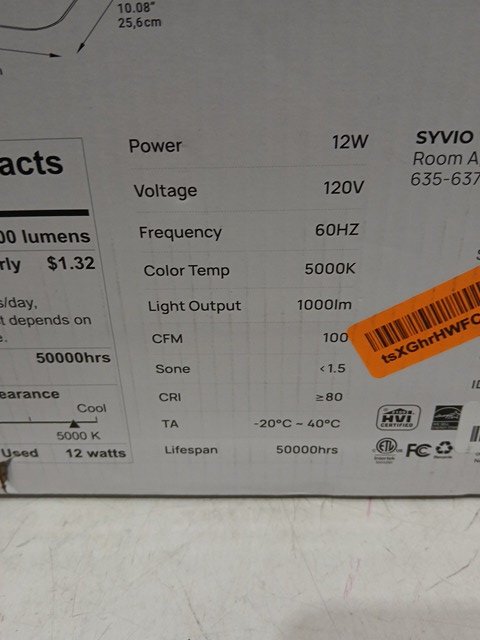 10.08"
25,6cm
acts
00 lumens
rly $1.32
s/day,
t depends on
e.
50000hrs
earance
Cool
5000 K
Used 12 watts
Power 12W
Voltage 120V
Frequency 60HZ
Color Temp 5000K
Light Output 1000lm
CFM 100
Sone <1.5
CRI ≥80
TA -20°C ~ 40°C
Lifespan 50000hrs
SYVIO
Room A
635-637
tsXGhrHWFC
HVI
CERTIFIED
ETL
Intertek
FC